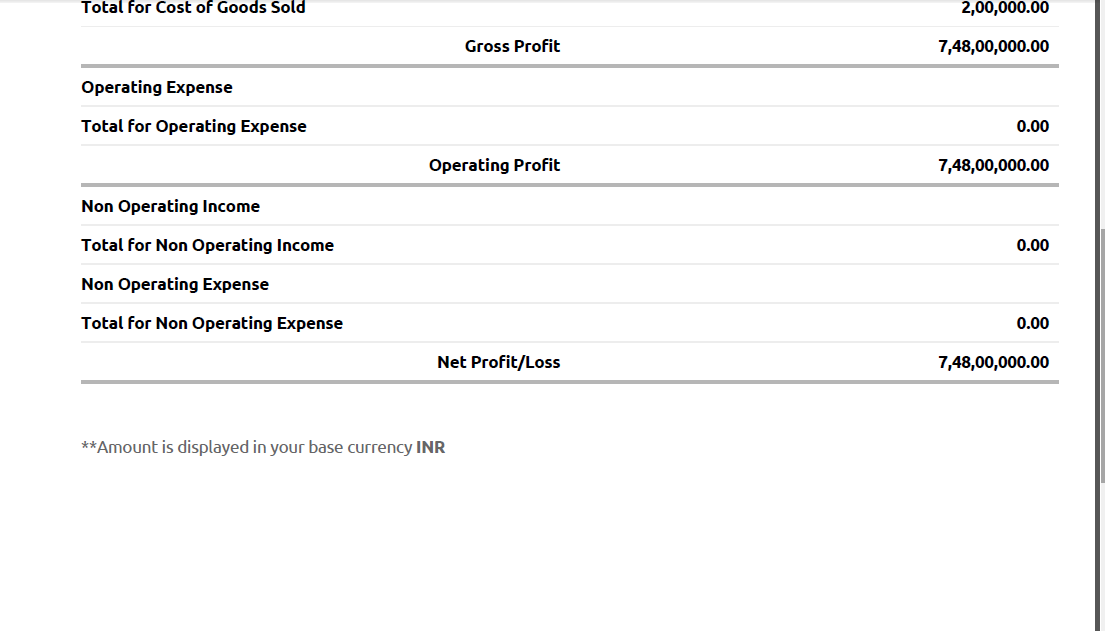 Total for Cost of Goods Sold 2,00,000.00
Gross Profit 7,48,00,000.00
Operating Expense
Total for Operating Expense 0.00
Operating Profit 7,48,00,000.00
Non Operating Income
Total for Non Operating Income 0.00
Non Operating Expense
Total for Non Operating Expense 0.00
Net Profit/Loss 7,48,00,000.00
**Amount is displayed in your base currency INR